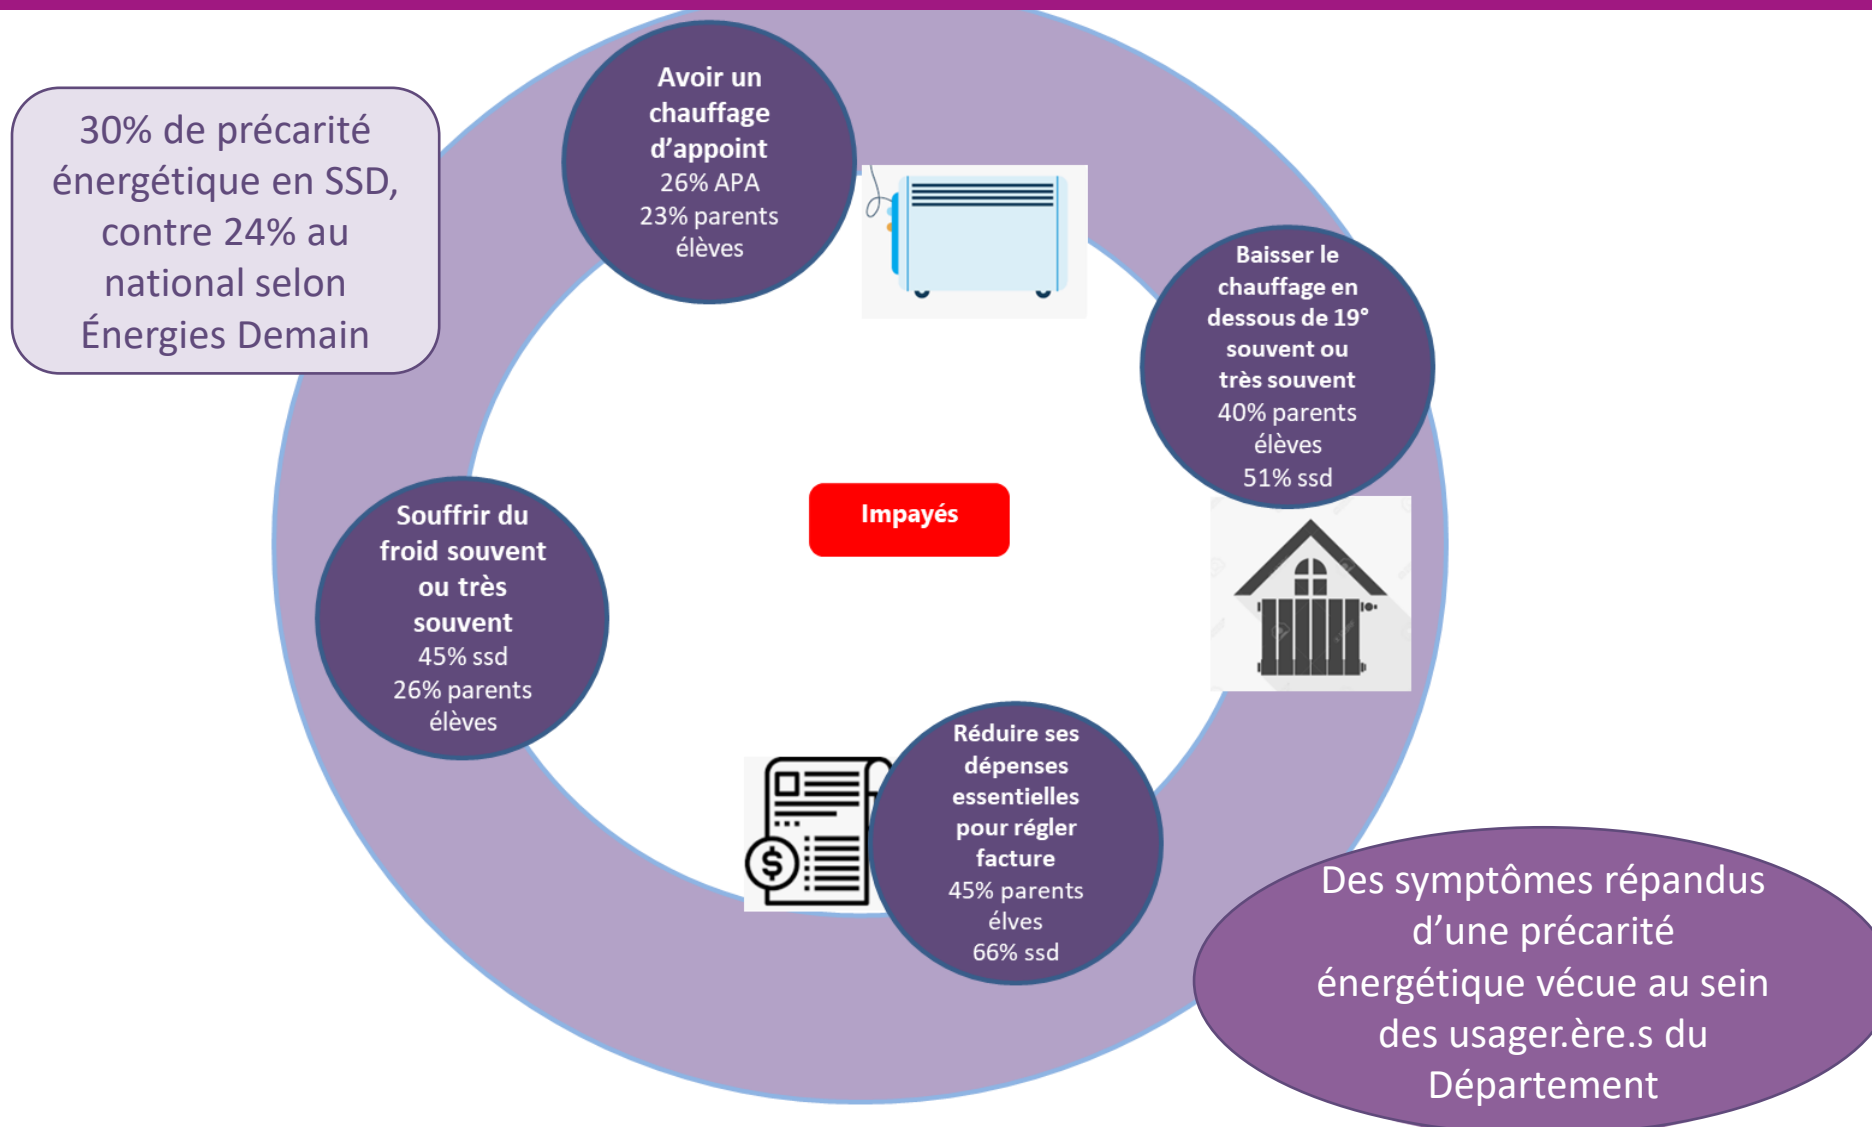 30% de précarité
énergétique en SSD,
contre 24% au
national selon
Énergies Demain
Avoir un
chauffage
d’appoint
26% APA
23% parents
élèves
Baisser le
chauffage en
dessous de 19°
souvent ou
très souvent
40% parents
élèves
51% ssd
Impayés
Souffrir du
froid souvent
ou très
souvent
45% ssd
26% parents
élèves
Réduire ses
dépenses
essentielles
pour régler
facture
45% parents
élves
66% ssd
$
Des symptômes répandus
d’une précarité
énergétique vécue au sein
des usager.ère.s du
Département